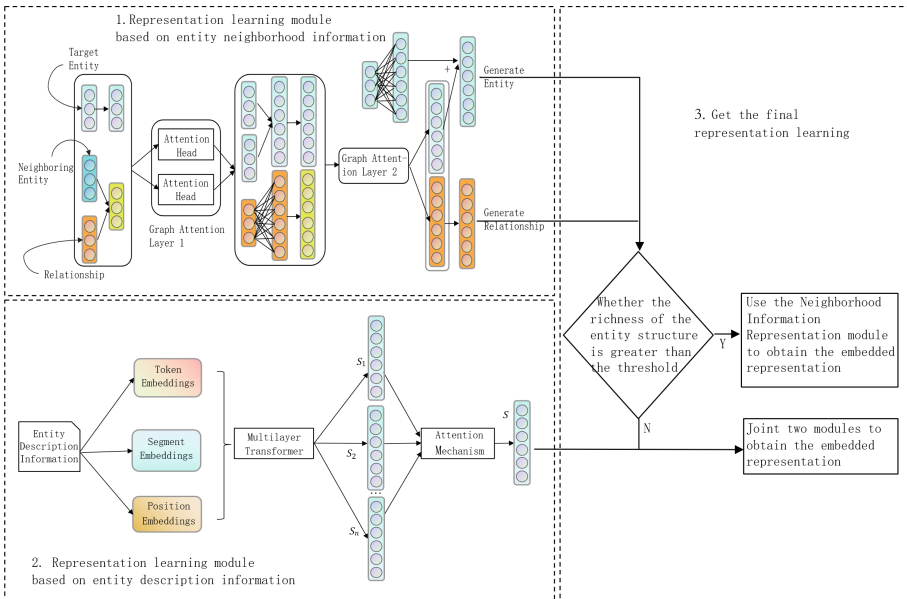 1. Representation learning module
based on entity neighborhood information
Target
Entity
Neighboring
Entity
Relationship
Attention
Head
Attention
Head
Graph Attention
Layer 1
Graph Atten-
ion Layer 2
+
Generate
Entity
Generate
Relationship
3. Get the final
representation learning
Whether the
richness of the
entity structure
is greater than
the threshold
Y
N
Use the Neighborhood
Information
Representation module
to obtain the embedded
representation
Joint two modules to
obtain the embedded
representation
Entity
Description
Information
Token
Embeddings
Segment
Embeddings
Position
Embeddings
Multilayer
Transformer
S1
S2
...
Sn
Attention
Mechanism
S
2. Representation learning module
based on entity description information